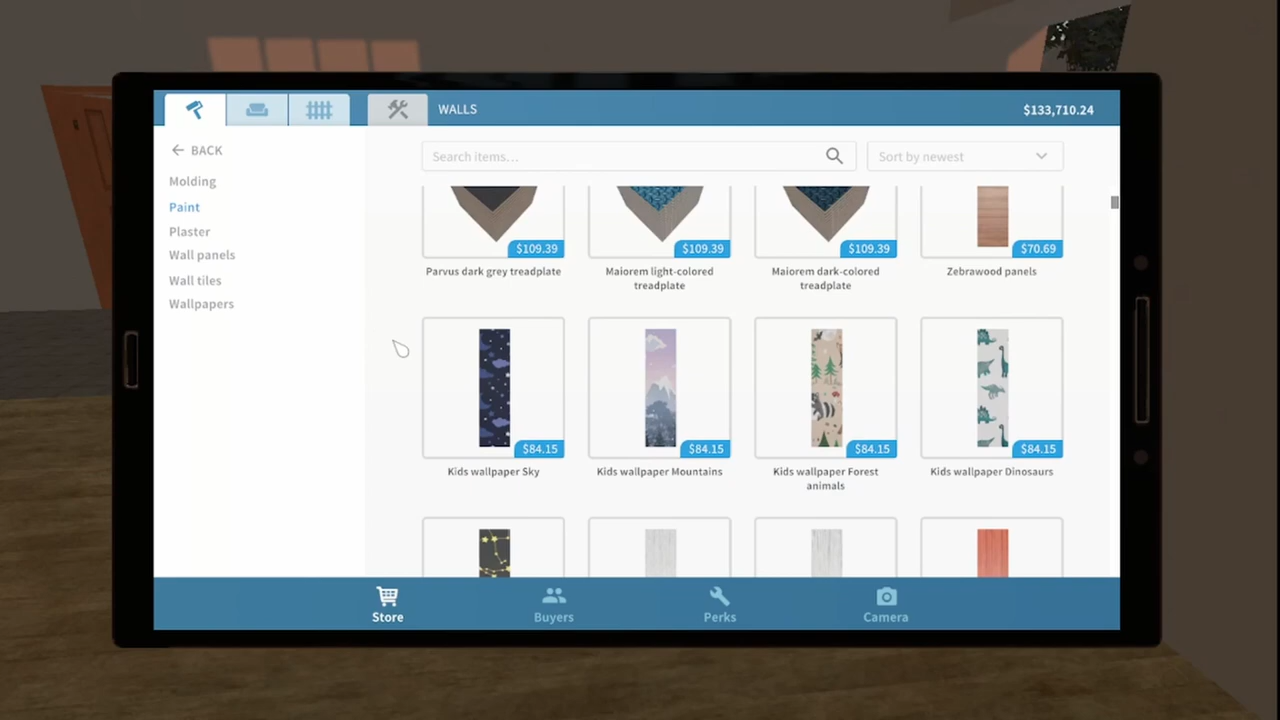 WALLS
$133,710.24
BACK
Search items...
Sort by newest
Molding
Paint
Plaster
Wall panels
Wall tiles
Wallpapers
$109.39
$109.39
$109.39
$70.69
Parvus dark grey treadplate
Maiorem light-colored
treadplate
Maiorem dark-colored
treadplate
Zebrawood panels
$84.15
$84.15
$84.15
$84.15
Kids wallpaper Sky
Kids wallpaper Mountains
Kids wallpaper Forest
animals
Kids wallpaper Dinosaurs
Store
Buyers
Perks
Camera